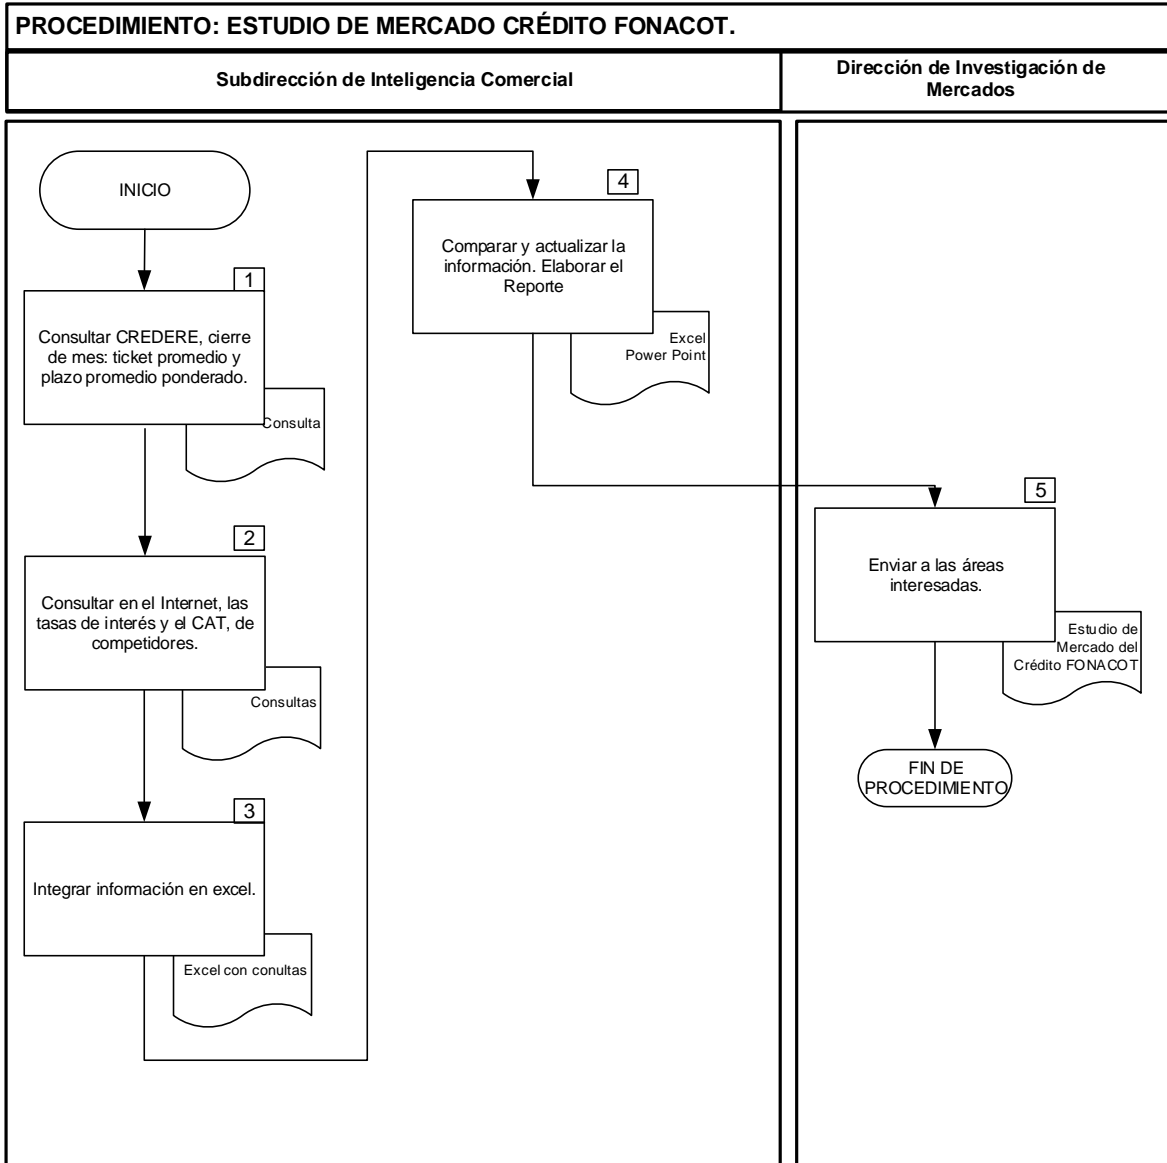 PROCEDIMIENTO: ESTUDIO DE MERCADO CRÉDITO FONACOT.
Subdirección de Inteligencia Comercial
Dirección de Investigación de
Mercados
INICIO
1
Consultar CREDERE, cierre
de mes: ticket promedio y
plazo promedio ponderado.
Consulta
2
Consultar en el Internet, las
tasas de interés y el CAT, de
competidores.
Consultas
3
Integrar información en excel.
Excel con conultas
4
Comparar y actualizar la
información. Elaborar el
Reporte
Excel
Power Point
5
Enviar a las áreas
interesadas.
Estudio de
Mercado del
Crédito FONACOT
FIN DE
PROCEDIMIENTO